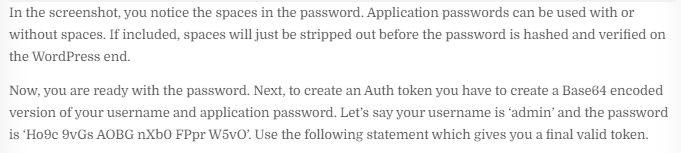 In the screenshot, you notice the spaces in the password. Application passwords can be used with or
without spaces. If included, spaces will just be stripped out before the password is hashed and verified on
the WordPress end.
Now, you are ready with the password. Next, to create an Auth token you have to create a Base64 encoded
version of your username and application password. Let's say your username is ‘admin’ and the password
is ‘Ho9c 9vGs AOBG nXb0 FPpr W5vO’. Use the following statement which gives you a final valid token.